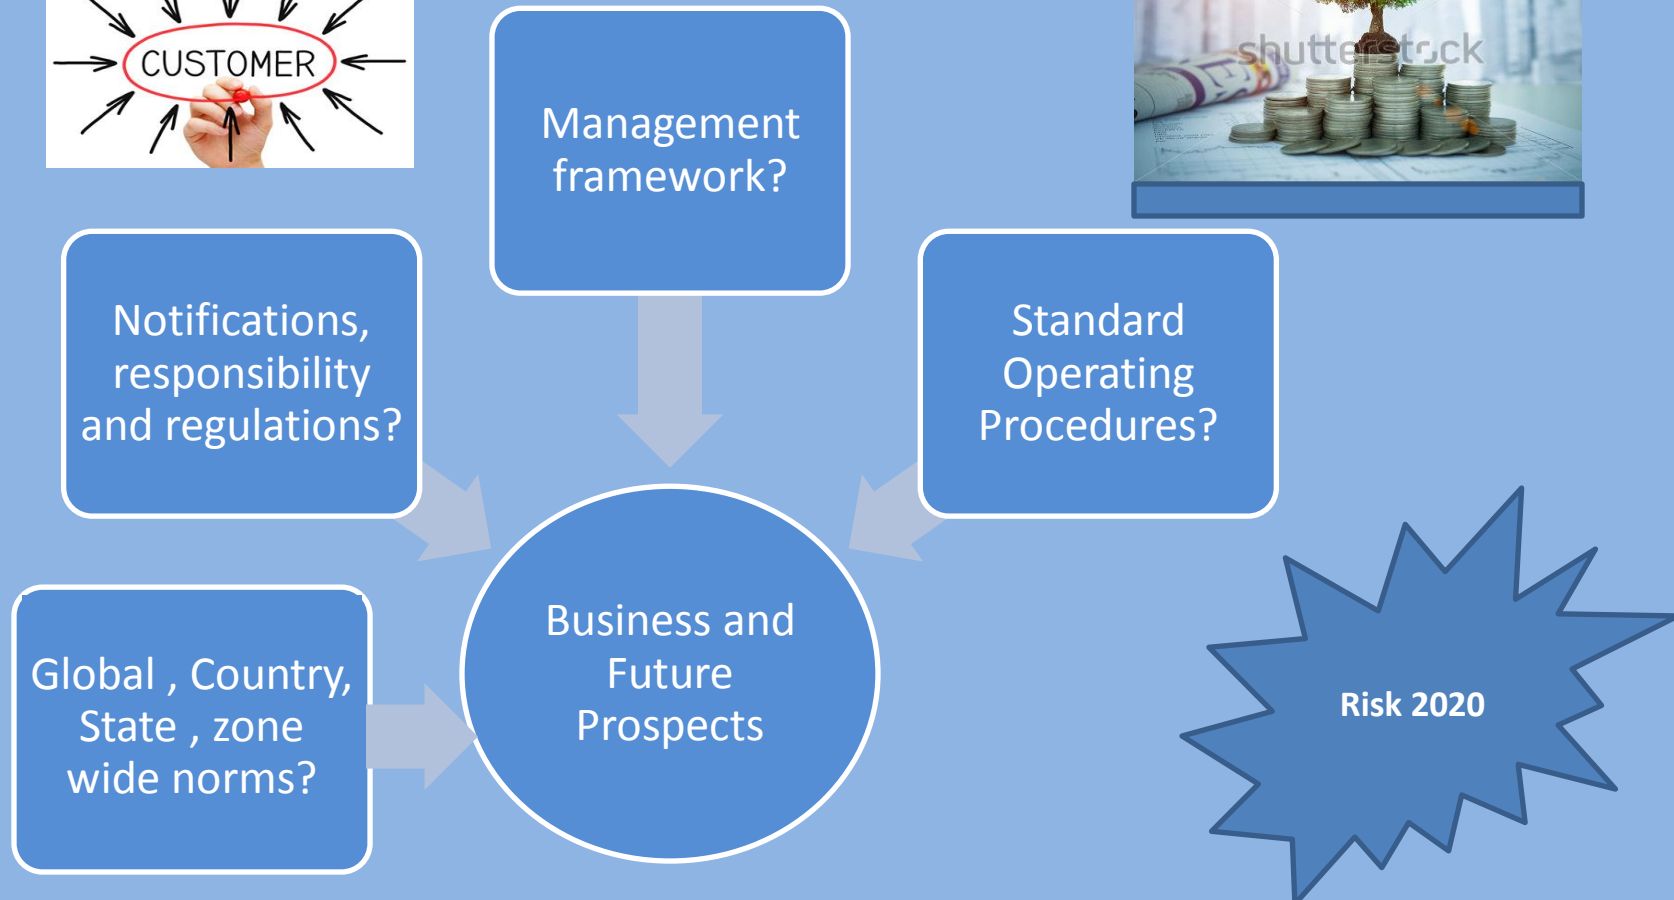 CUSTOMER
shutterstock
Management
framework?
Notifications,
responsibility
and regulations?
Standard
Operating
Procedures?
Global , Country,
State , zone
wide norms?
Business and
Future
Prospects
Risk 2020